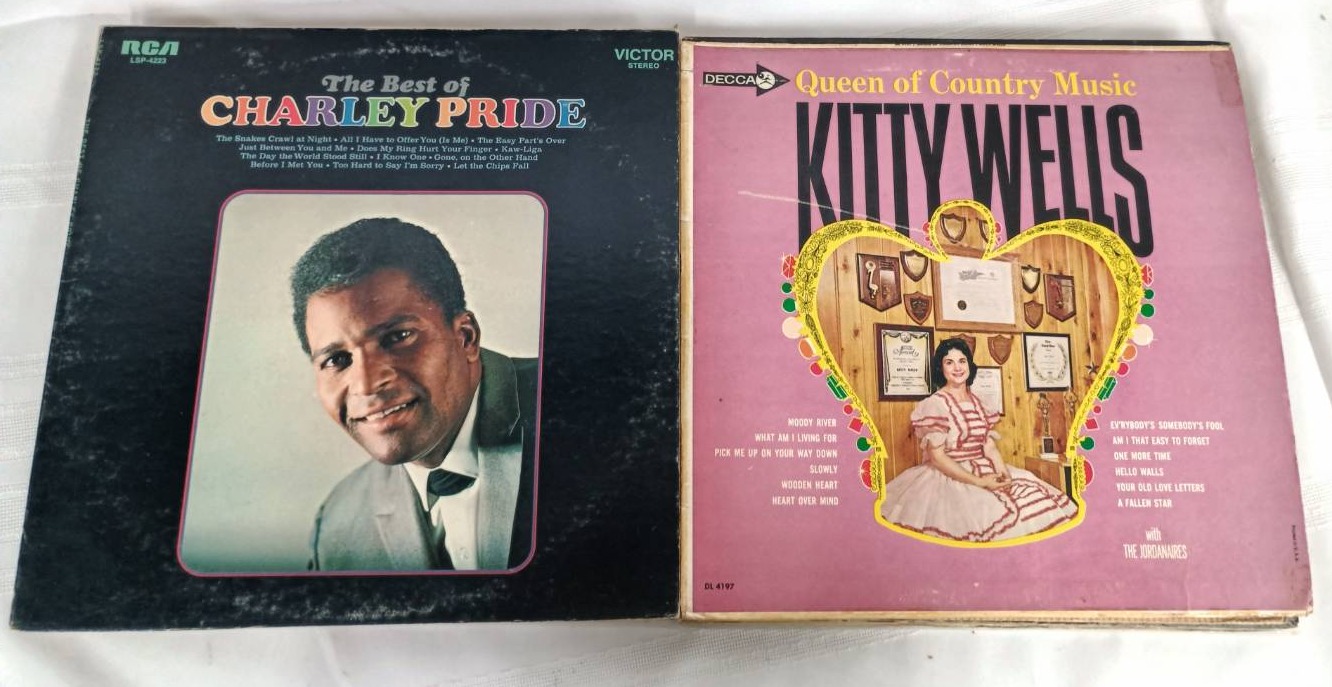 RCA
LSP-4223
VICTOR
STEREO
The Best of
CHARLEY PRIDE
The Snakes Crawl at Night • All I Have to Offer You (Is Me) • The Easy Part's Over
Just Between You and Me • Does My Ring Hurt Your Finger • Kaw-Liga
The Day the World Stood Still • I Know One • Gone, on the Other Hand
Before I Met You • Too Hard to Say I'm Sorry • Let the Chips Fall
DECCA
Queen of Country Music
KITTY WELLS
MOODY RIVER
WHAT AM I LIVING FOR
PICK ME UP ON YOUR WAY DOWN
SLOWLY
WOODEN HEART
HEART OVER MIND
EV'RYBODY'S SOMEBODY'S FOOL
AM I THAT EASY TO FORGET
ONE MORE TIME
HELLO WALLS
YOUR OLD LOVE LETTERS
A FALLEN STAR
with
THE JORDANAIRES
DL 4197